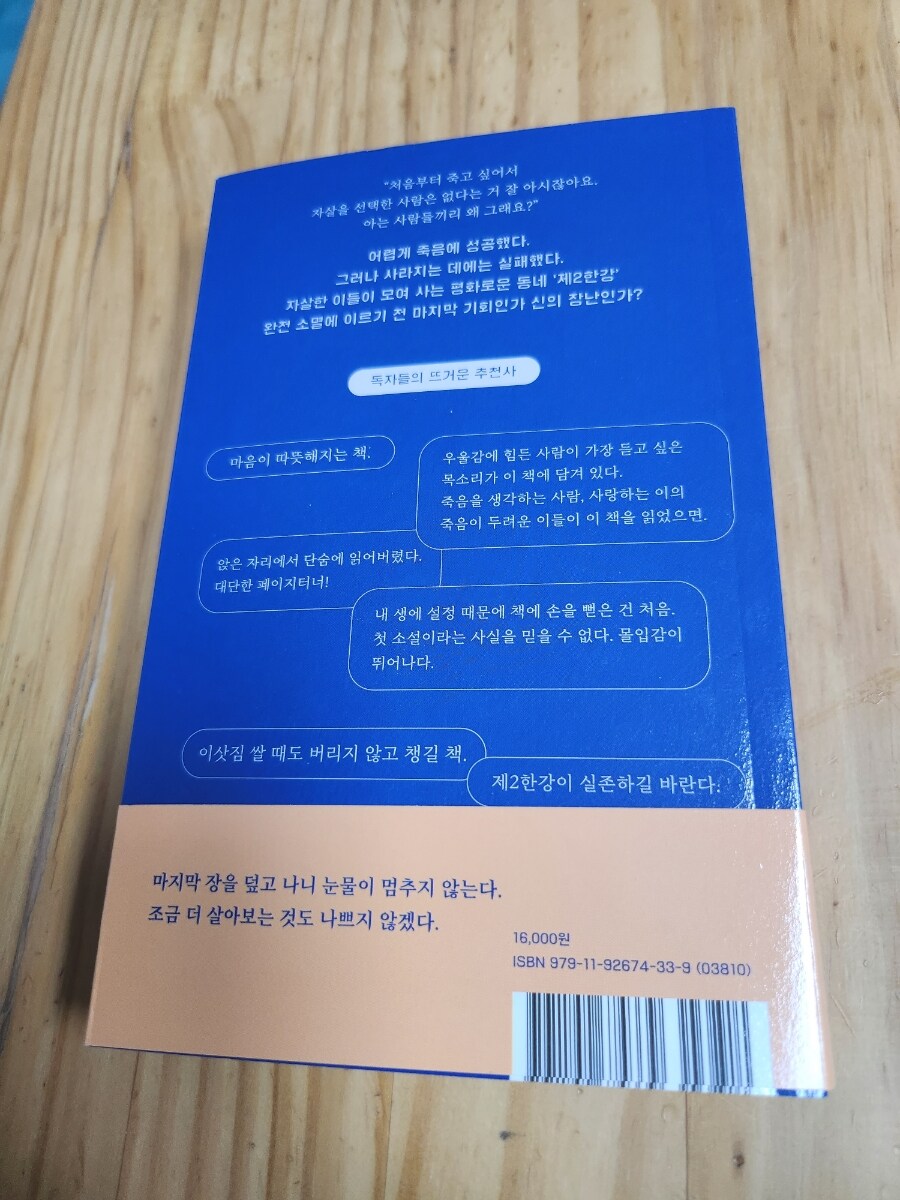 "처음부터 죽고 싶어서
자살을 선택한 사람은 없다는 거 잘 아시잖아요.
아는 사람들끼리 왜 그래요?"
어렵게 죽음에 성공했다.
그러나 사라지는 데에는 실패했다.
자살한 이들이 모여 사는 평화로운 동네 '제2한강'
완전 소멸에 이르기 전 마지막 기회인가 신의 장난인가?
독자들의 뜨거운 추천사
마음이 따뜻해지는 책.
우울감에 힘든 사람이 가장 듣고 싶은
목소리가 이 책에 담겨 있다.
죽음을 생각하는 사람, 사랑하는 이의
죽음이 두려운 이들이 이 책을 읽었으면.
앉은 자리에서 단숨에 읽어버렸다.
대단한 페이지터너!
내 생에 설정 때문에 책에 손을 뻗은 건 처음.
첫 소설이라는 사실을 믿을 수 없다. 몰입감이
뛰어나다.
이삿짐 쌀 때도 버리지 않고 챙길 책.
제2한강이 실존하길 바란다.
마지막 장을 덮고 나니 눈물이 멈추지 않는다.
조금 더 살아보는 것도 나쁘지 않겠다.
16,000원
ISBN 979-11-92674-33-9 (03810)